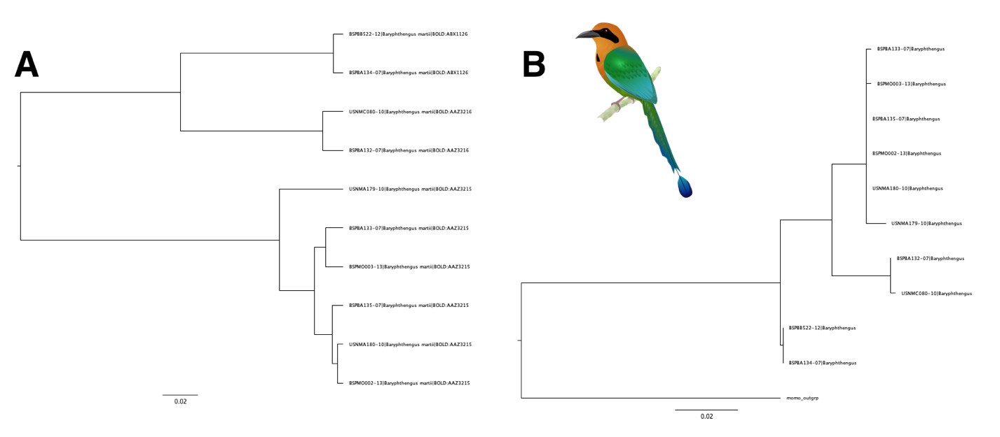 A
BSPBB522-12|Baryphthengus martii|BOLD:ABX1126
BSPBA134-07|Baryphthengus martii|BOLD:ABX1126
USNMC080-10|Baryphthengus martii|BOLD:AAZ3216
BSPBA132-07|Baryphthengus martii|BOLD:AAZ3216
USNMA179-10|Baryphthengus martii|BOLD:AAZ3215
BSPBA133-07|Baryphthengus martii|BOLD:AAZ3215
BSPMO003-13|Baryphthengus martii|BOLD:AAZ3215
BSPBA135-07|Baryphthengus martii|BOLD:AAZ3215
USNMA180-10|Baryphthengus martii|BOLD:AAZ3215
BSPMO002-13|Baryphthengus martii|BOLD:AAZ3215
0.02
B
BSPBA133-07|Baryphthengus
BSPMO003-13|Baryphthengus
BSPBA135-07|Baryphthengus
BSPMO002-13|Baryphthengus
USNMA180-10|Baryphthengus
USNMA179-10|Baryphthengus
BSPBA132-07|Baryphthengus
USNMC080-10|Baryphthengus
BSPBB522-12|Baryphthengus
BSPBA134-07|Baryphthengus
momo_outgrp
0.02